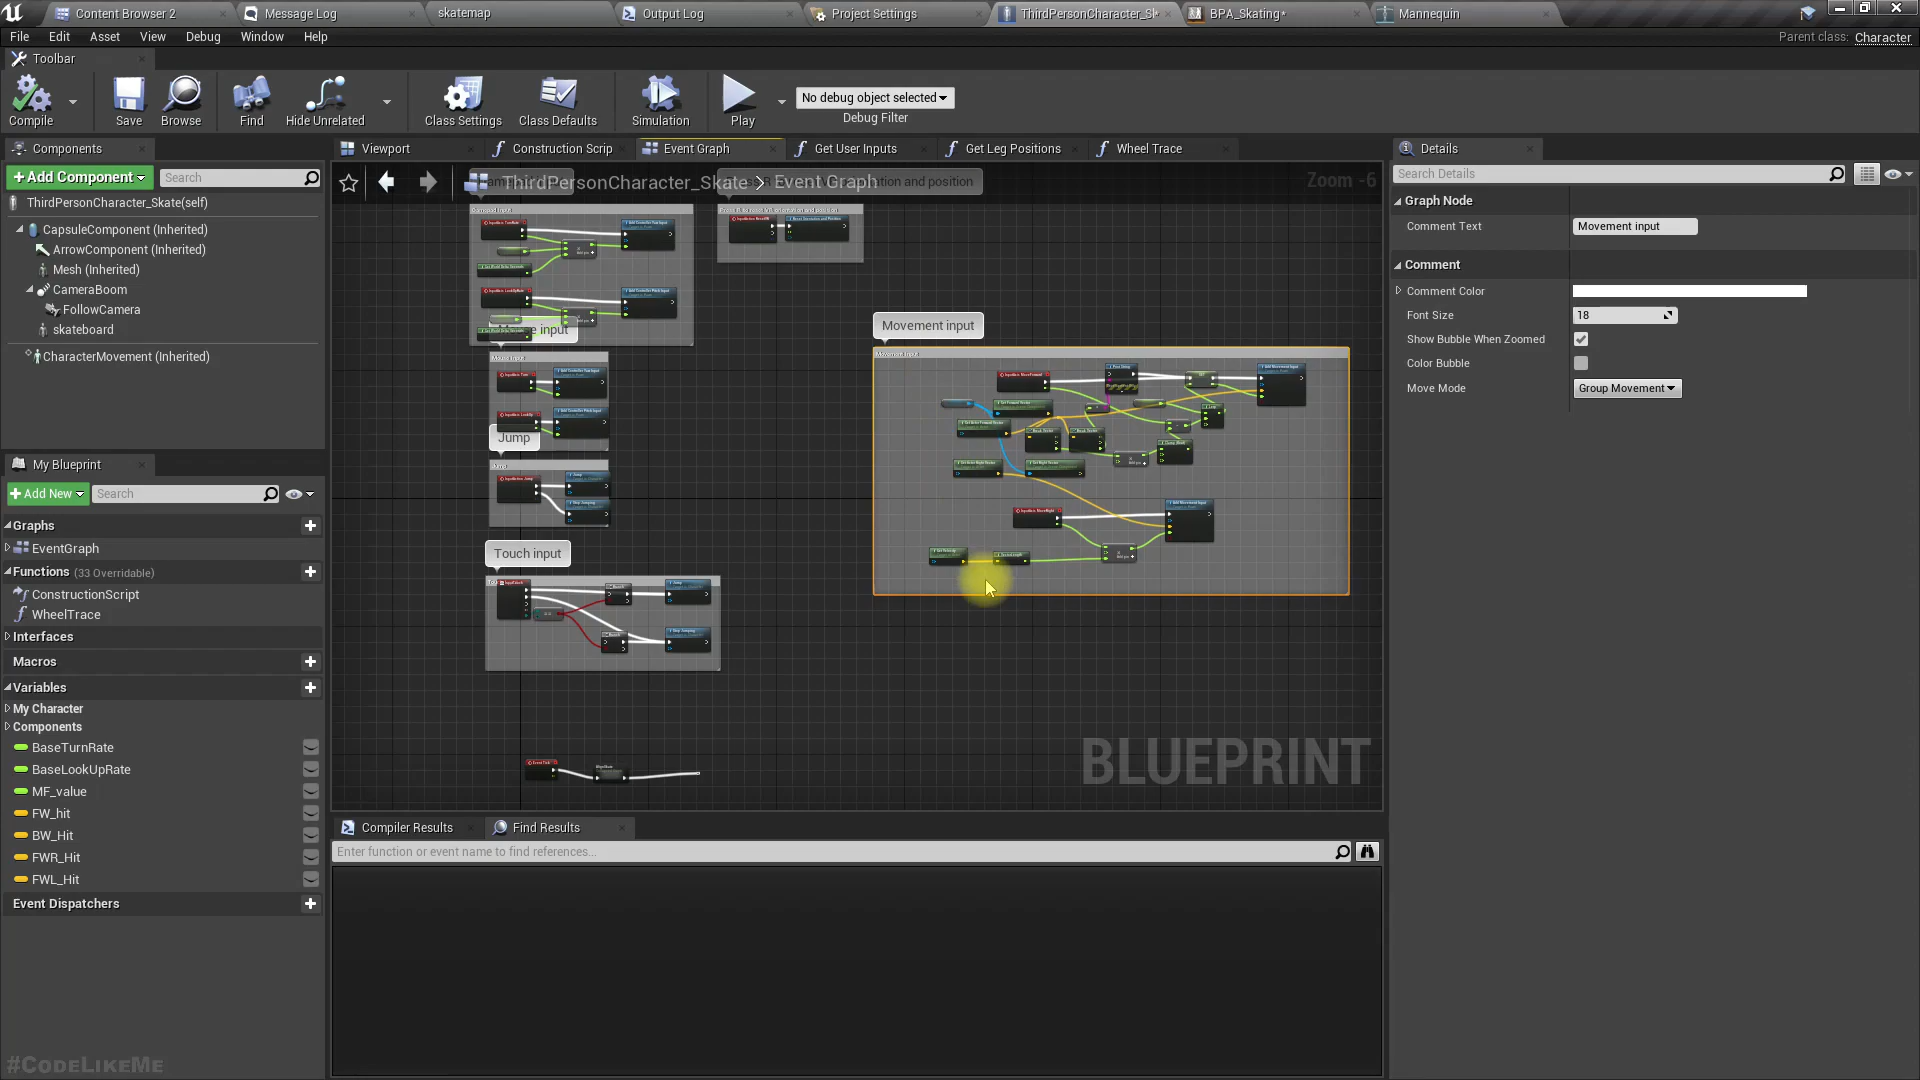 Content Browser 2
Message Log
skatemap
Output Log
Project Settings
ThirdPersonCharacter_Sk*
BPA_Skating*
Mannequin
File
Edit
Asset
View
Debug
Window
Help
Parent class:
Character
Toolbar
Compile
Save
Browse
Find
Hide Unrelated
Class Settings
Class Defaults
Simulation
Play
No debug object selected
Debug Filter
Components
Viewport
Construction Scrip
Event Graph
Get User Inputs
Get Leg Positions
Wheel Trace
Details
+Add Component
Search
ThirdPersonCharacter_Skate > Event Graph
Zoom -6
Search Details
ThirdPersonCharacter_Skate(self)
CapsuleComponent (Inherited)
ArrowComponent (Inherited)
Mesh (Inherited)
CameraBoom
FollowCamera
skateboard
CharacterMovement (Inherited)
Graph Node
Comment Text
Movement input
Comment
Comment Color
Font Size
18
Show Bubble When Zoomed
Color Bubble
Move Mode
Group Movement
Movement input
Jump
Touch input
BLUEPRINT
My Blueprint
+Add New
Search
Graphs
EventGraph
Functions (33 Overridable)
ConstructionScript
WheelTrace
Interfaces
Macros
Variables
My Character
Components
BaseTurnRate
BaseLookUpRate
MF_value
FW_hit
BW_Hit
FWR_Hit
FWL_Hit
Event Dispatchers
Compiler Results
Find Results
Enter function or event name to find references...
#CodeLikeMe